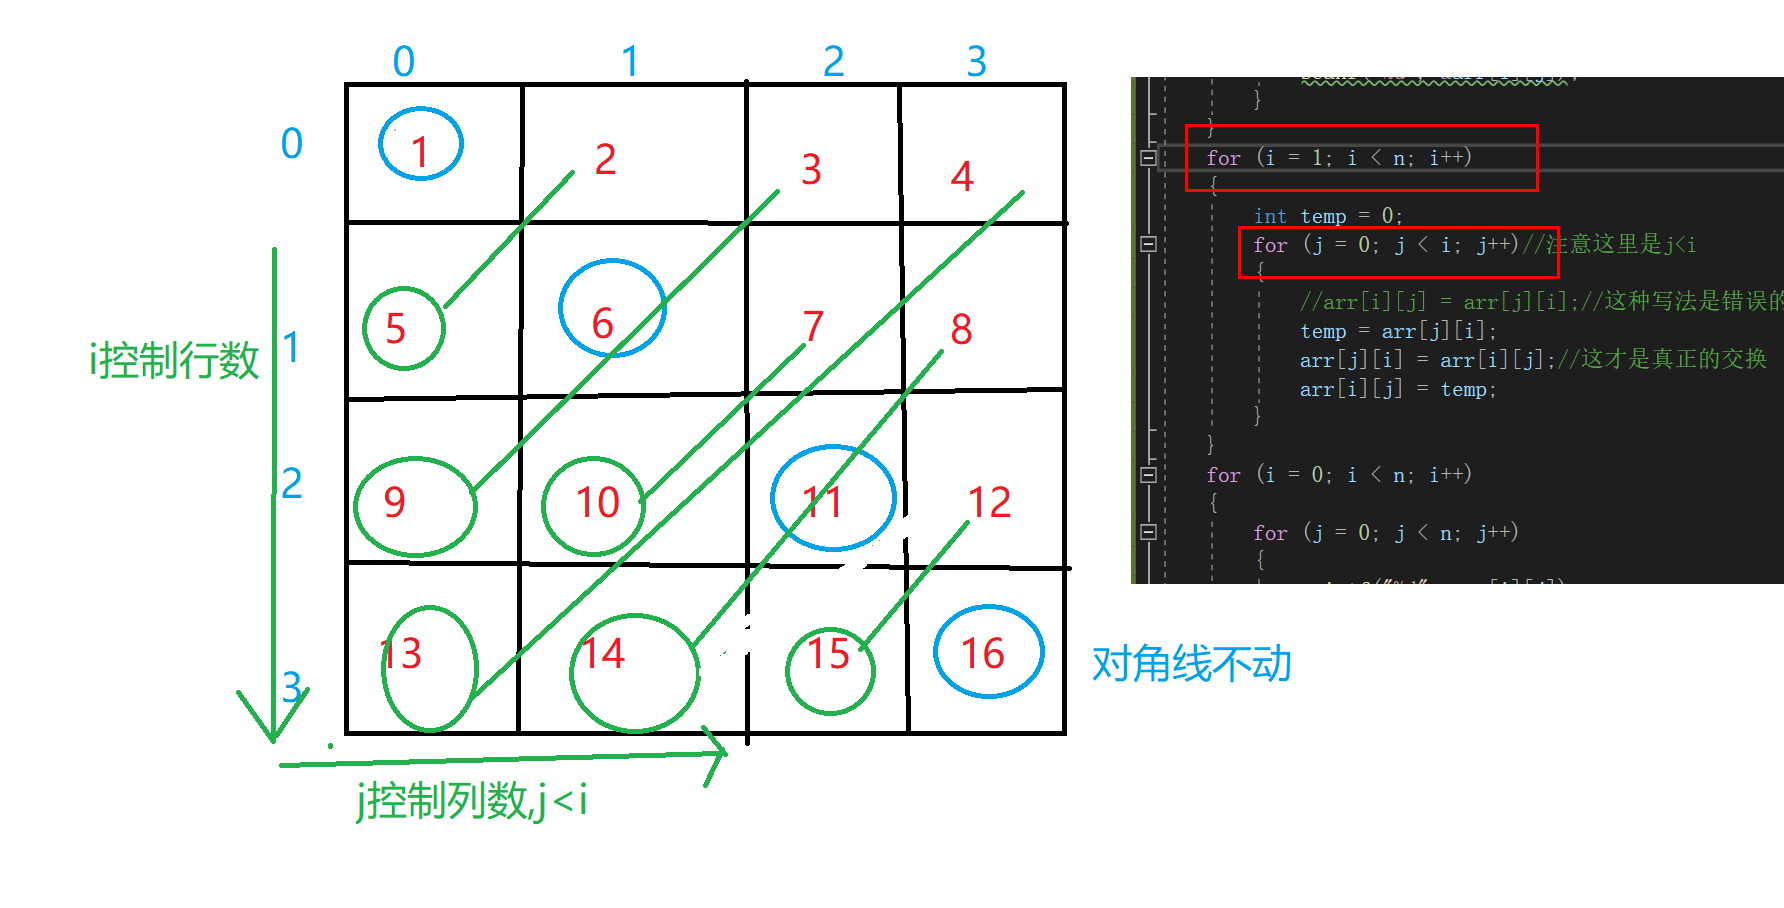 0 1 2 3
0 1 2 3 4
1 5 6 7 8
i控制行数
2 9 10 11 12
3 13 14 15 16
对角线不动
j控制列数,j<i
}
}
for (i = 1; i < n; i++)
{
int temp = 0;
for (j = 0; j < i; j++)//注意这里是j<i
{
//arr[i][j] = arr[j][i];//这种写法是错误的
temp = arr[j][i];
arr[j][i] = arr[i][j];//这才是真正的交换
arr[i][j] = temp;
}
}
for (i = 0; i < n; i++)
{
for (j = 0; j < n; j++)
{